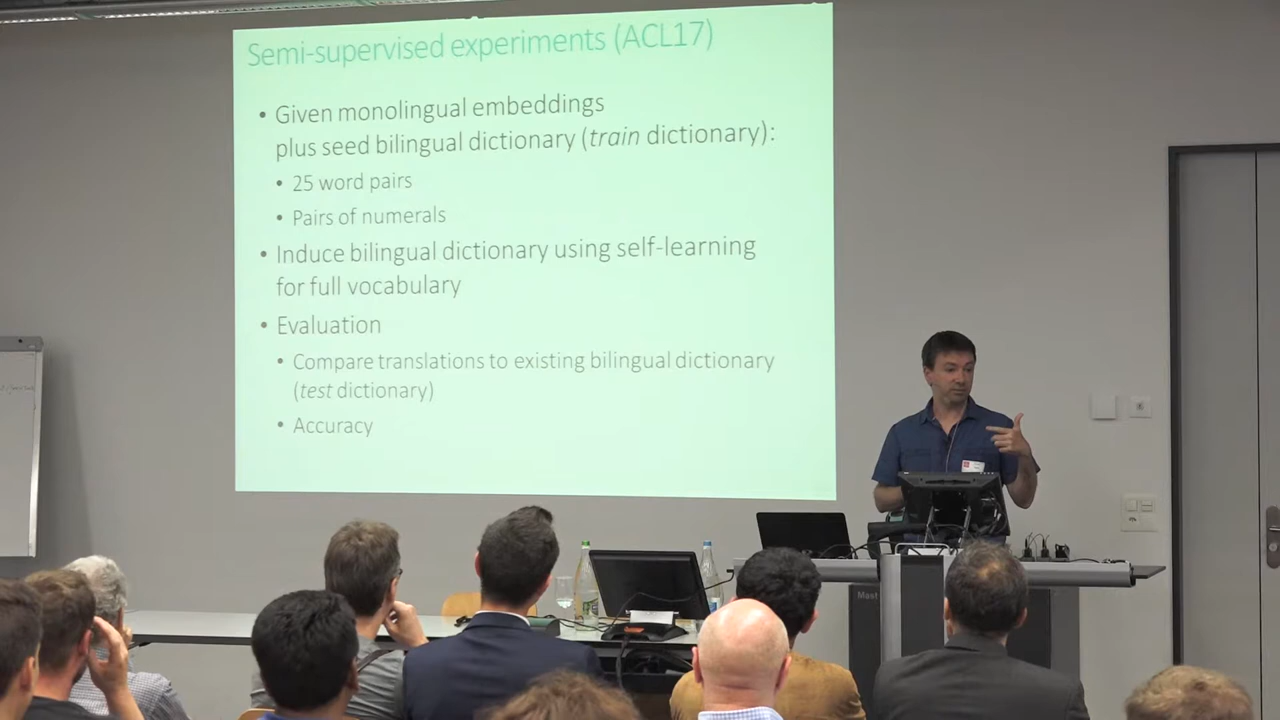 Semi-supervised experiments (ACL17)
• Given monolingual embeddings
plus seed bilingual dictionary (train dictionary):
• 25 word pairs
• Pairs of numerals
• Induce bilingual dictionary using self-learning
for full vocabulary
• Evaluation
• Compare translations to existing bilingual dictionary
(test dictionary)
• Accuracy